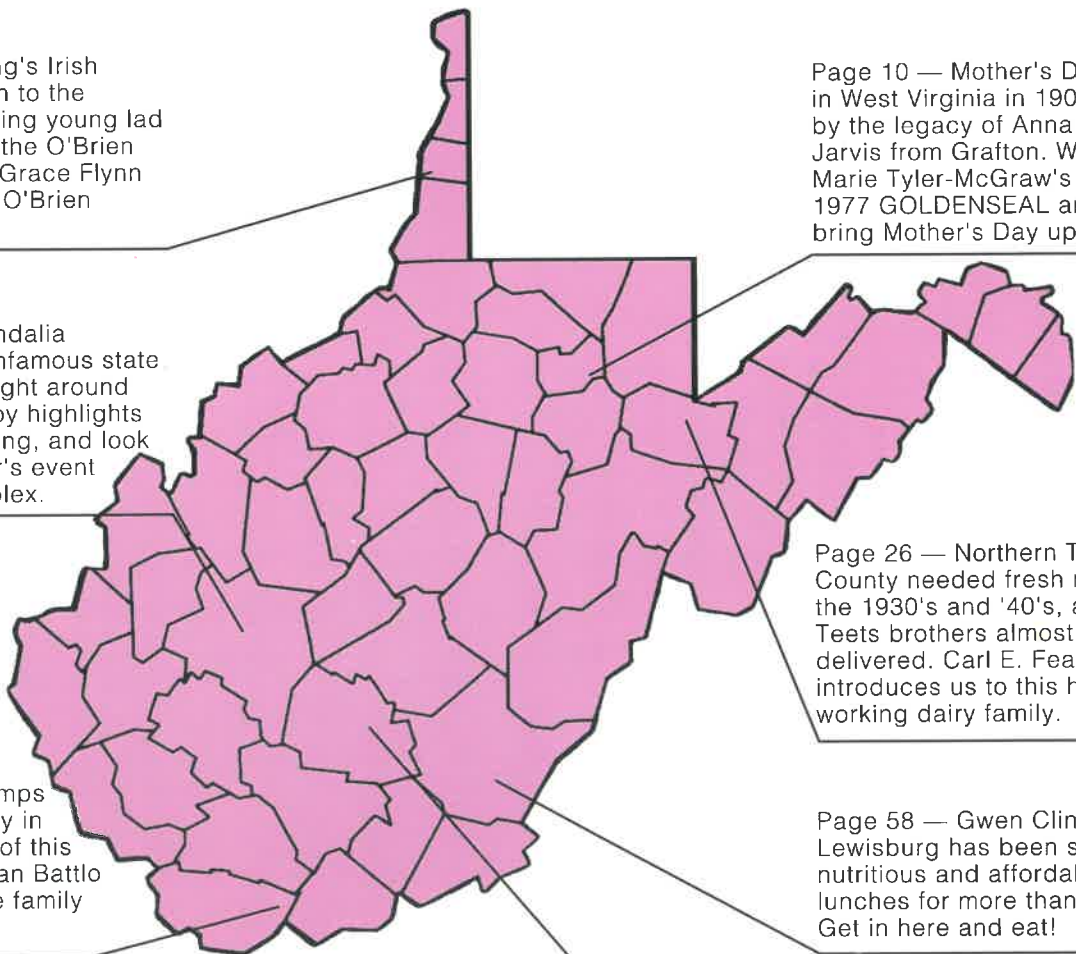 g's Irish
n to the
ing young lad
the O'Brien
Grace Flynn
O'Brien
ndalia
nfamous state
ght around
by highlights
ng, and look
r's event
plex.
mps
y in
of this
an Battlo
e family
Page 10 — Mother's D
in West Virginia in 190
by the legacy of Anna
Jarvis from Grafton. W
Marie Tyler-McGraw's
1977 GOLDENSEAL ar
bring Mother's Day up
Page 26 — Northern T
County needed fresh
the 1930's and '40's, a
Teets brothers almost
delivered. Carl E. Fea
introduces us to this h
working dairy family.
Page 58 — Gwen Clin
Lewisburg has been s
nutritious and affordal
lunches for more than
Get in here and eat!